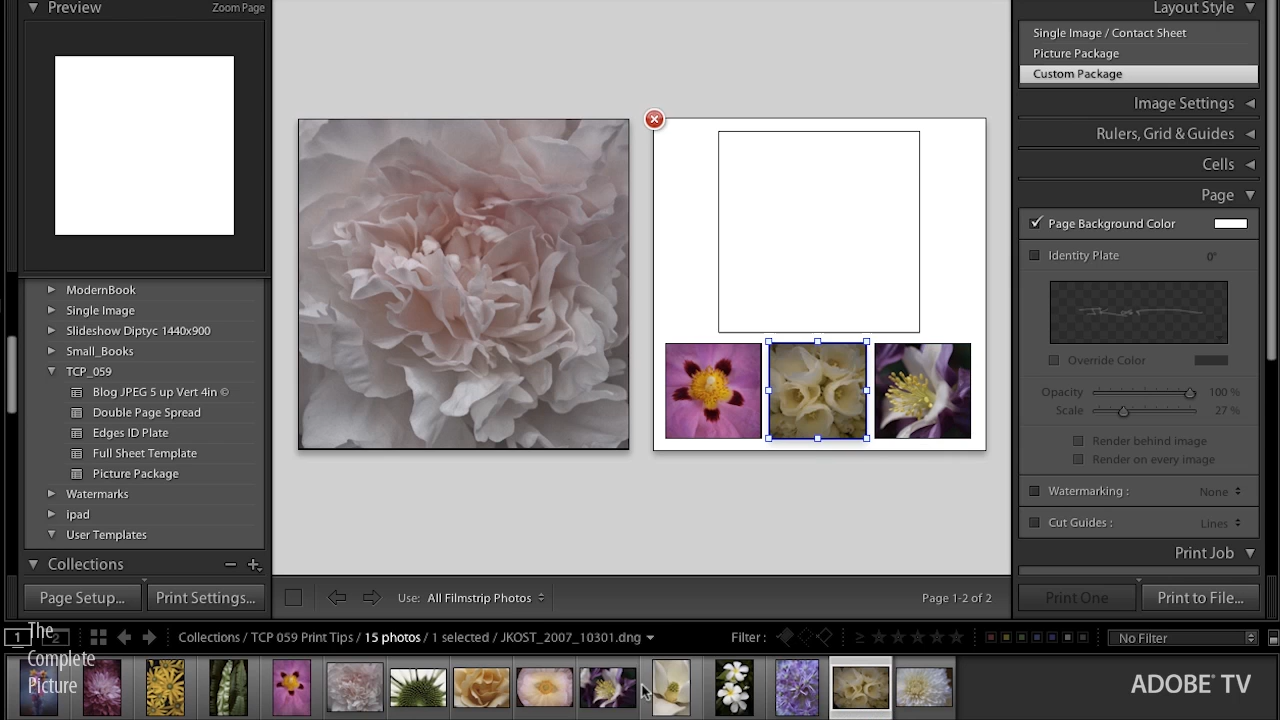 Preview
Zoom Page
ModernBook
Single Image
Slideshow Diptyc 1440x900
Small_Books
TCP_059
Blog JPEG 5 up Vert 4in ©
Double Page Spread
Edges ID Plate
Full Sheet Template
Picture Package
Watermarks
ipad
User Templates
Collections
Page Setup...
Print Settings...
Use: All Filmstrip Photos
Page 1-2 of 2
Layout Style
Single Image / Contact Sheet
Picture Package
Custom Package
Image Settings
Rulers, Grid & Guides
Cells
Page
Page Background Color
Identity Plate
0°
Override Color
Opacity
100 %
Scale
27 %
Render behind image
Render on every image
Watermarking :
None
Cut Guides :
Lines
Print Job
Print One
Print to File...
1
2
Collections / TCP 059 Print Tips / 15 photos / 1 selected / JKOST_2007_10301.dng
Filter :
≥
No Filter
The
Complete
Picture
ADOBE® TV